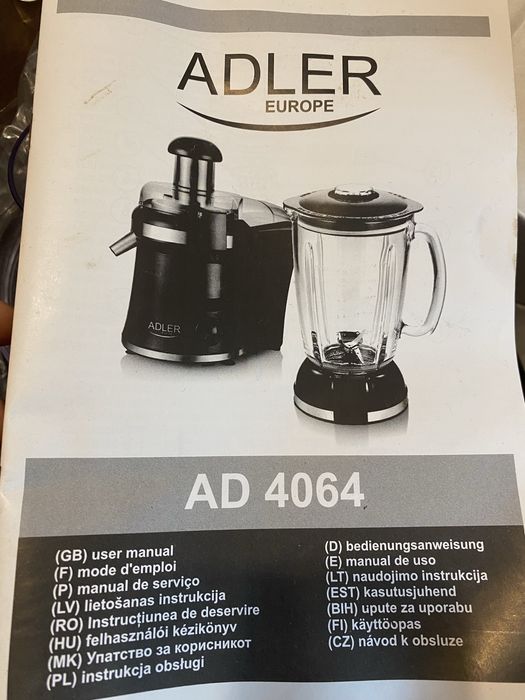 ADLER
EUROPE
ADLER
AD 4064
(GB) user manual
(F) mode d'emploi
(P) manual de serviço
(LV) lietošanas instrukcija
(RO) Instrucţiunea de deservire
(HU) felhasználói kézikönyv
(MK) Упатство за корисникот
(PL) instrukcja obsługi
(D) bedienungsanweisung
(E) manual de uso
(LT) naudojimo instrukcija
(EST) kasutusjuhend
(BIH) upute za uporabu
(FI) käyttöopas
(CZ) návod k obsluze